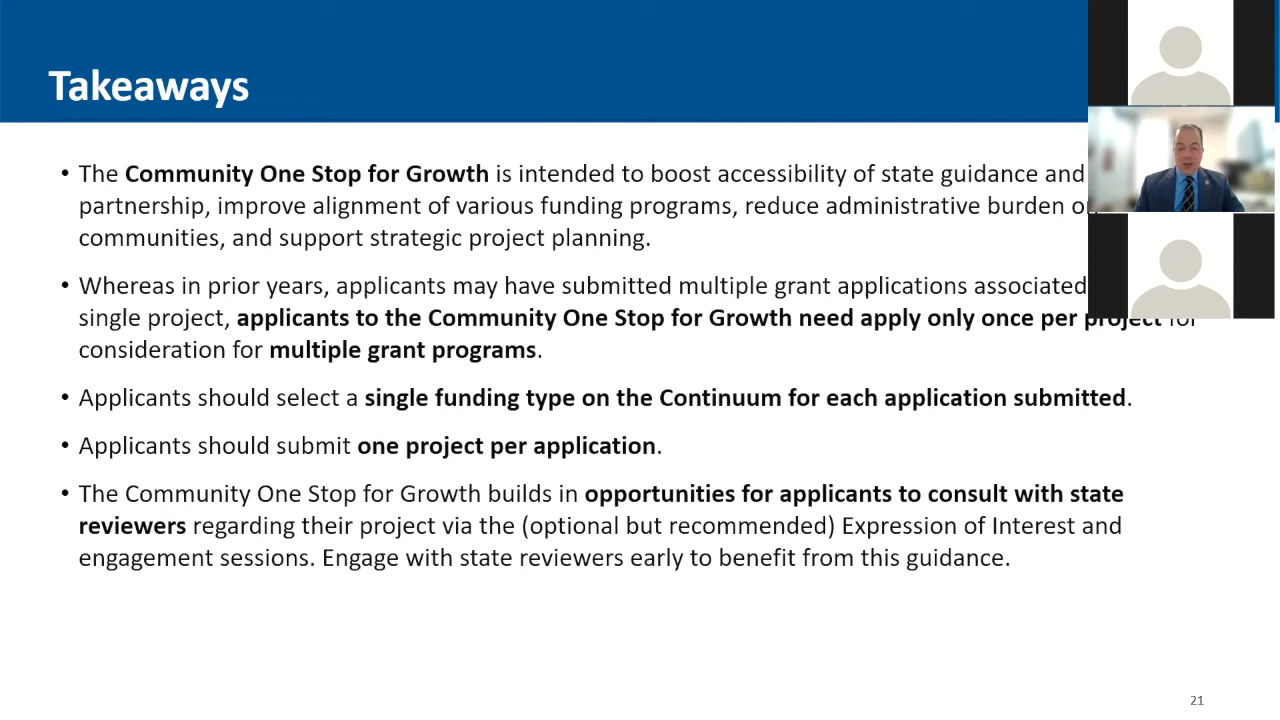 Takeaways
• The Community One Stop for Growth is intended to boost accessibility of state guidance and
partnership, improve alignment of various funding programs, reduce administrative burden on
communities, and support strategic project planning.
• Whereas in prior years, applicants may have submitted multiple grant applications associated
single project, applicants to the Community One Stop for Growth need apply only once per project for
consideration for multiple grant programs.
• Applicants should select a single funding type on the Continuum for each application submitted.
• Applicants should submit one project per application.
• The Community One Stop for Growth builds in opportunities for applicants to consult with state
reviewers regarding their project via the (optional but recommended) Expression of Interest and
engagement sessions. Engage with state reviewers early to benefit from this guidance.
21